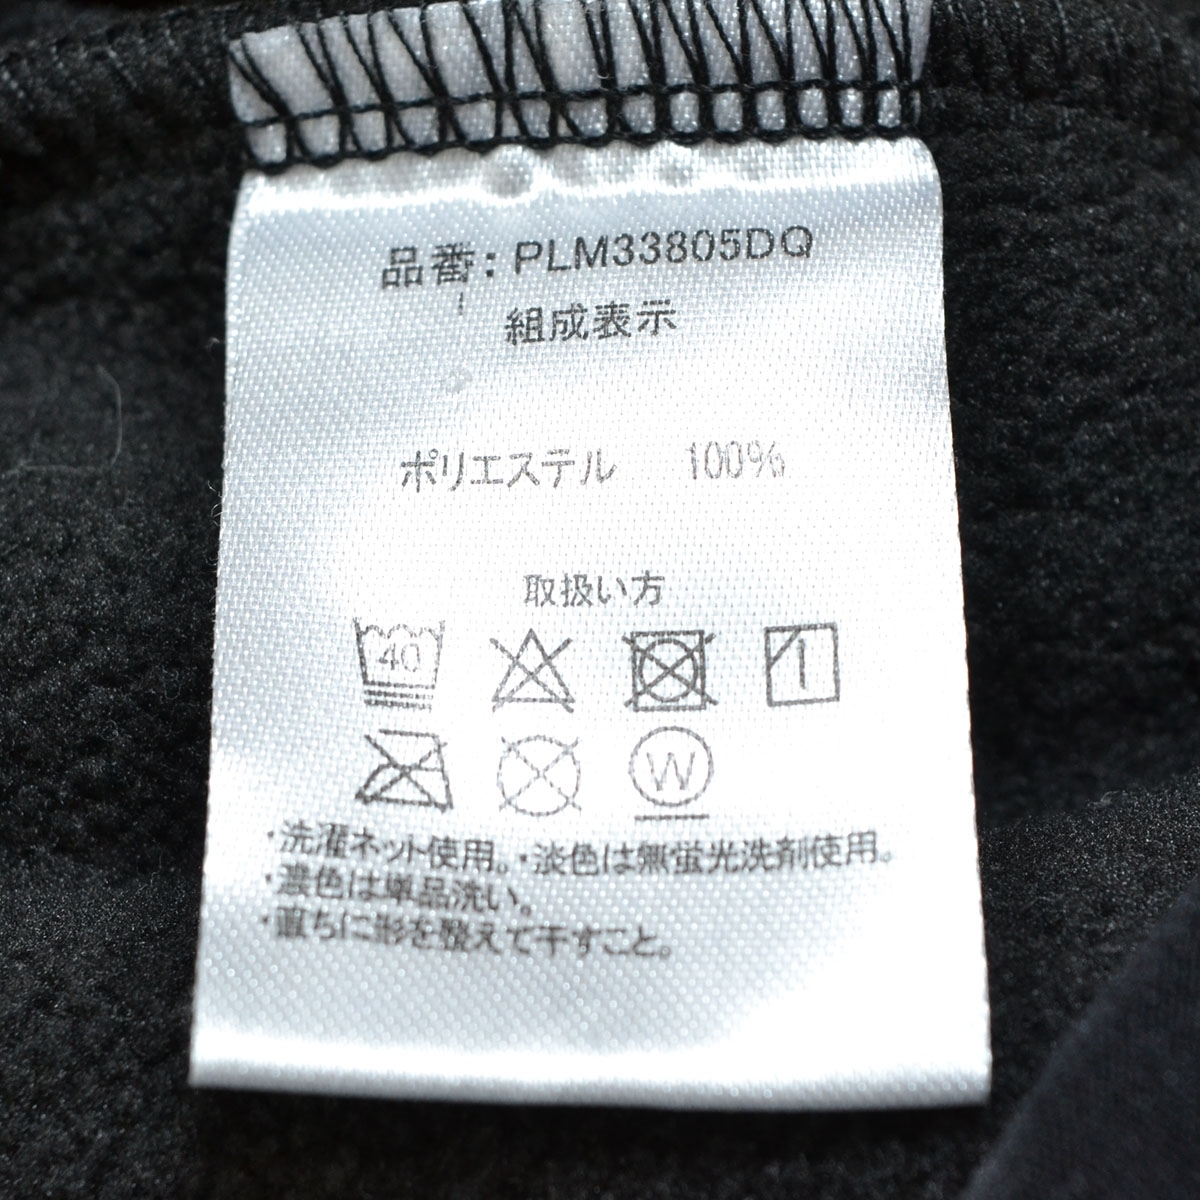 品番: PLM33805DQ
組成表示
ポリエステル 100%
取扱い方
40
W
・洗濯ネット使用。・淡色は無蛍光洗剤使用。
・濃色は単品洗い。
・直ちに形を整えて干すこと。